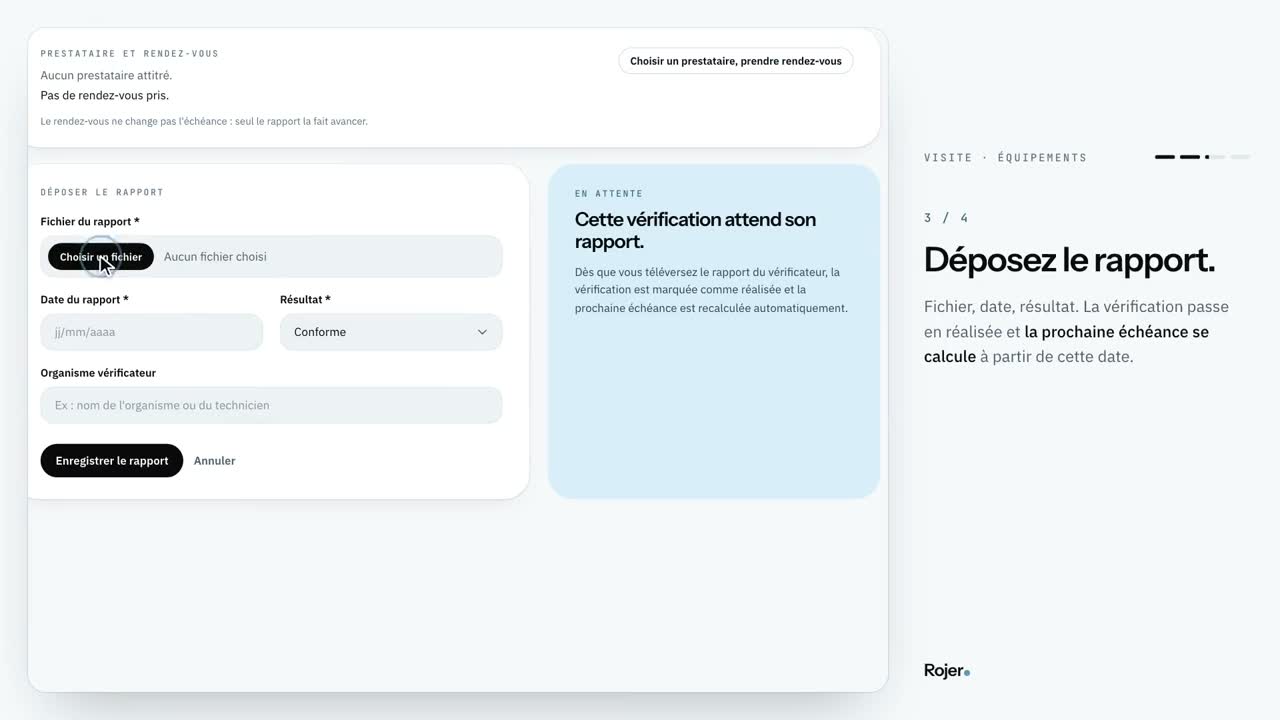 PRESTATAIRE ET RENDEZ-VOUS
Aucun prestataire attitré.
Pas de rendez-vous pris.
Le rendez-vous ne change pas l'échéance : seul le rapport la fait avancer.
Choisir un prestataire, prendre rendez-vous
DÉPOSER LE RAPPORT
Fichier du rapport *
Choisir un fichier
Aucun fichier choisi
Date du rapport *
Résultat *
jj/mm/aaaa
Conforme
Organisme vérificateur
Ex : nom de l'organisme ou du technicien
Enregistrer le rapport
Annuler
EN ATTENTE
Cette vérification attend son
rapport.
Dès que vous téléversez le rapport du vérificateur, la
vérification est marquée comme réalisée et la
prochaine échéance est recalculée automatiquement.
VISITE · ÉQUIPEMENTS
3 / 4
Déposez le rapport.
Fichier, date, résultat. La vérification passe
en réalisée et la prochaine échéance se
calcule à partir de cette date.
Rojer